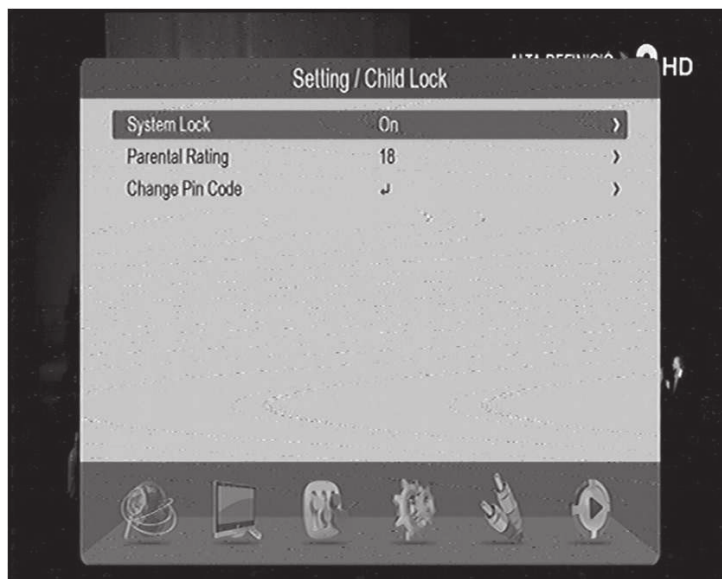 HD
Setting / Child Lock
System Lock On
Parental Rating 18
Change Pin Code